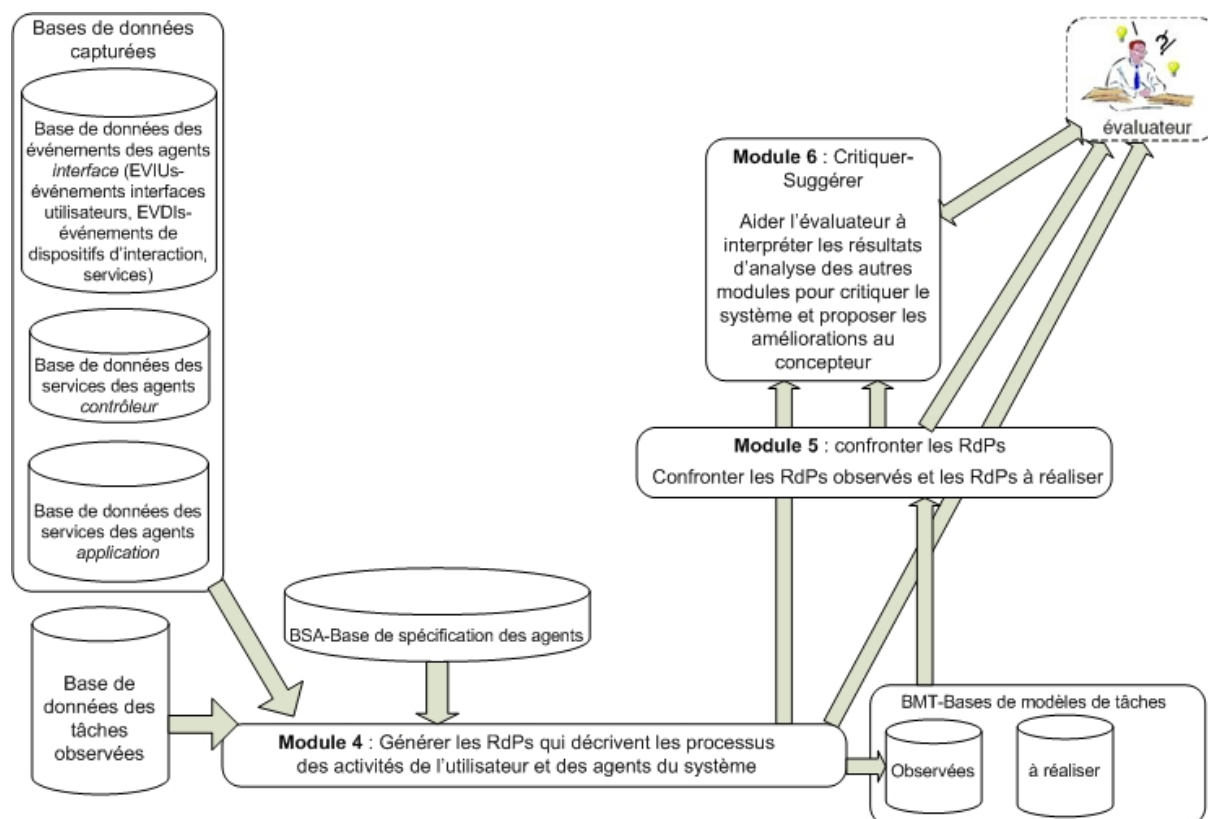 Bases de données
capturées
Base de données des
événements des agents
interface (EVIUs-
événements interfaces
utilisateurs, EVDIs-
événements de
dispositifs d'interaction,
services)
Base de données des
services des agents
contrôleur
Base de données des
services des agents
application
Base de
données des
tâches
observées
BSA-Base de spécification des agents
Module 4 : Générer les RdPs qui décrivent les processus
des activités de l'utilisateur et des agents du système
BMT-Bases de modèles de tâches
Observées
à réaliser
Module 5 : confronter les RdPs
Confronter les RdPs observés et les RdPs à réaliser
Module 6 : Critiquer-
Suggérer
Aider l'évaluateur à
interpréter les résultats
d'analyse des autres
modules pour critiquer le
système et proposer les
améliorations au
concepteur
?
évaluateur